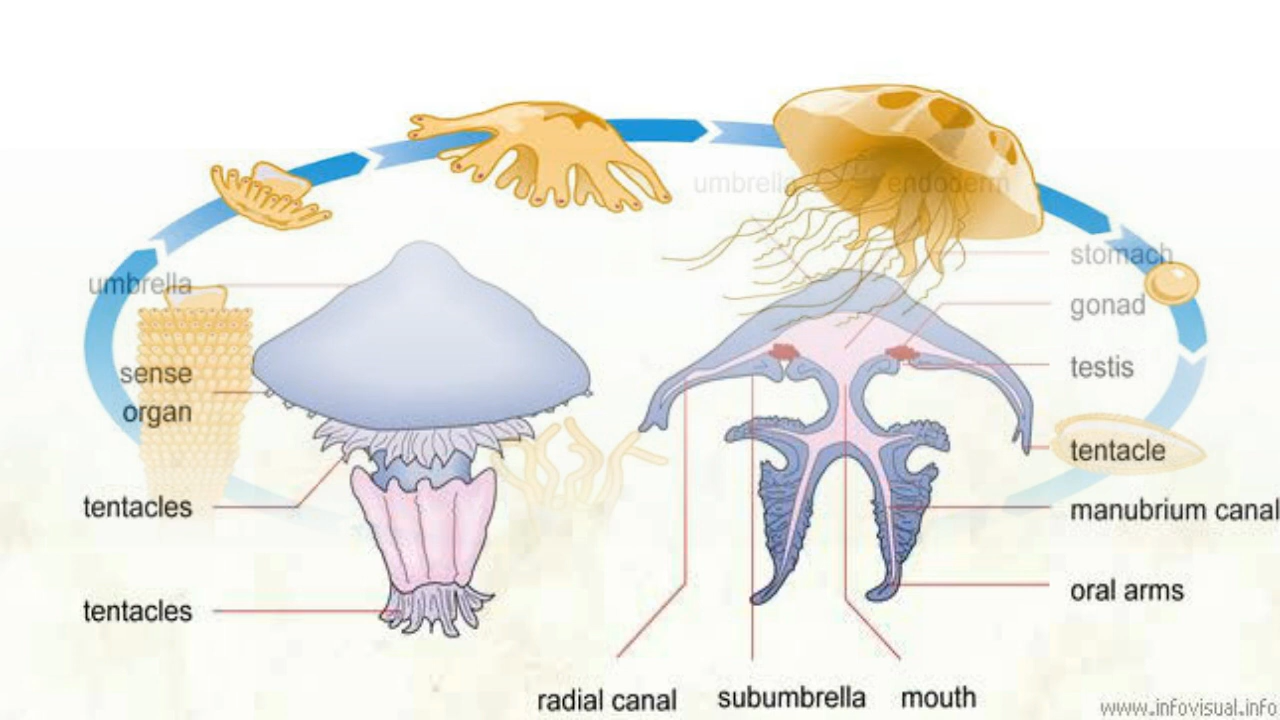 umbrella
endoderm
stomach
umbrella
gonad
testis
sense
organ
tentacle
tentacles
manubrium canal
oral arms
tentacles
radial canal
subumbrella
mouth
www.infovisual.info